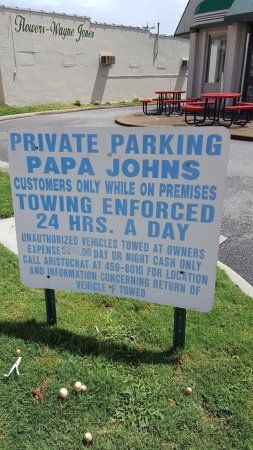 Flowers-Wayne Jones
PRIVATE PARKING
PAPA JOHNS
CUSTOMERS ONLY WHILE ON PREMISES
TOWING ENFORCED
24 HRS. A DAY
UNAUTHORIZED VEHICLES TOWED AT OWNERS
EXPENSE DAY OR NIGHT CASH ONLY
CALL ARISTOCRAT AT 459-6010 FOR LOCATION
AND INFORMATION CONCERNING RETURN OF
VEHICLE IF TOWED